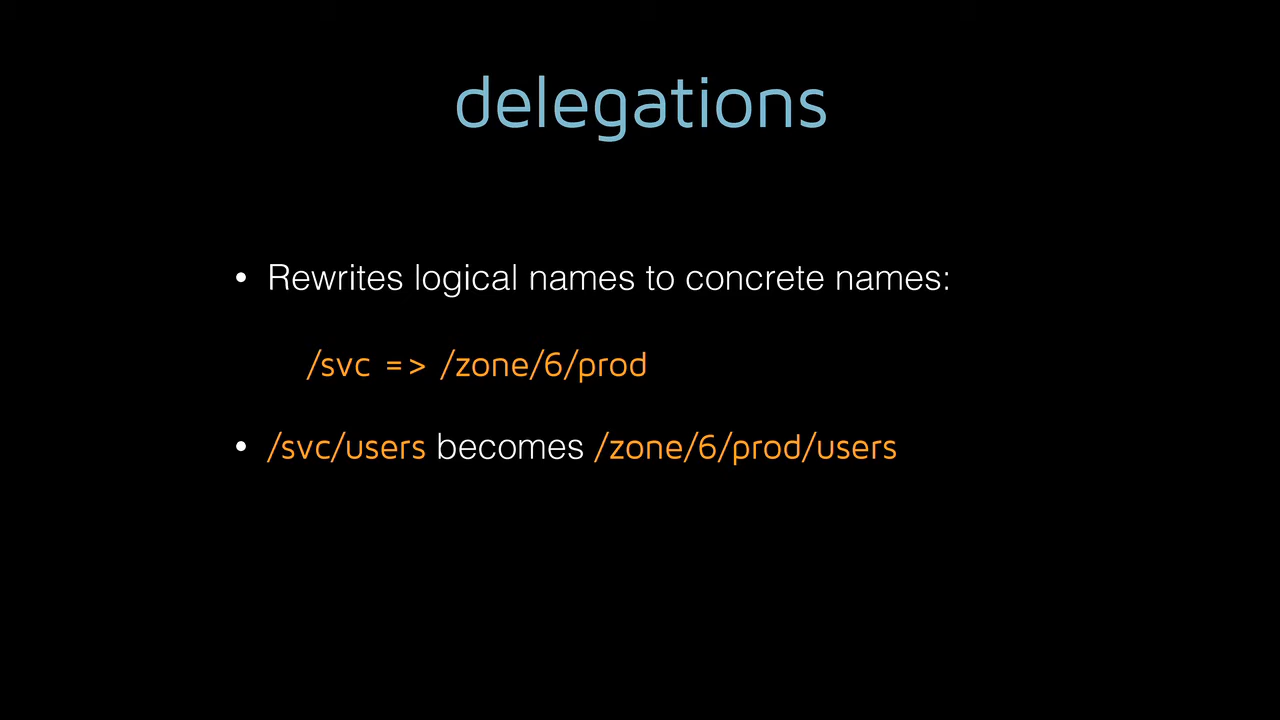 delegations
• Rewrites logical names to concrete names:
/svc => /zone/6/prod
• /svc/users becomes /zone/6/prod/users